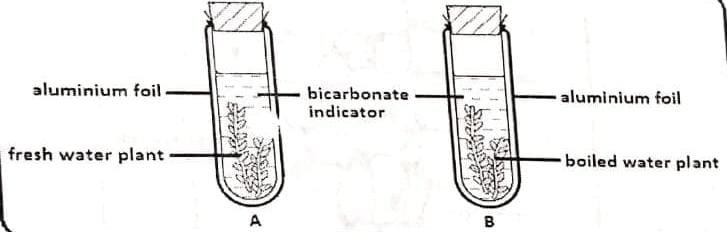 aluminium foil
bicarbonate
indicator
aluminium foil
fresh water plant
boiled water plant
A
B